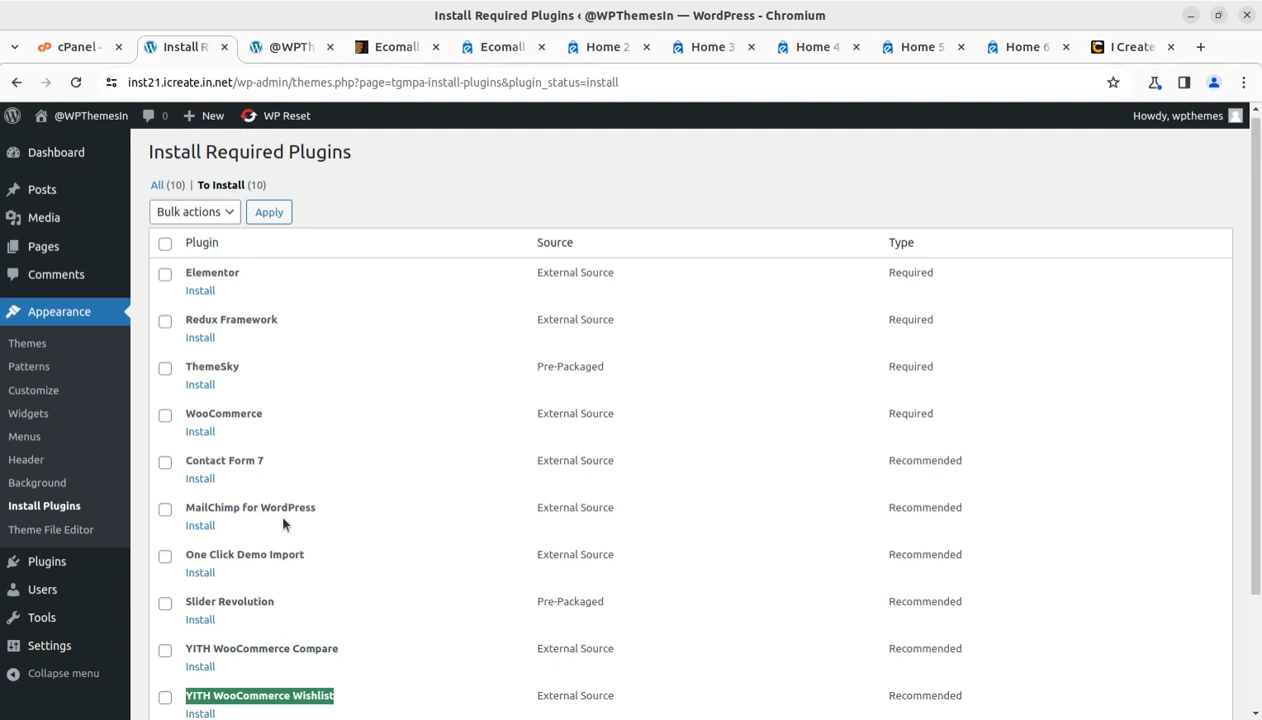 Install Required Plugins ‹ @WPThemesIn — WordPress - Chromium
cPanel - Install R @WPTh Ecomall Ecomall Home 2 Home 3 Home 4 Home 5 Home 6 I Create
inst21.icreate.in.net/wp-admin/themes.php?page=tgmpa-install-plugins&plugin_status=install
@WPThemesIn 0 New WP Reset Howdy, wpthemes
Dashboard
Posts
Media
Pages
Comments
Appearance
Themes
Patterns
Customize
Widgets
Menus
Header
Background
Install Plugins
Theme File Editor
Plugins
Users
Tools
Settings
Collapse menu
Install Required Plugins
All (10) | To Install (10)
Bulk actions Apply
Plugin Source Type
Elementor External Source Required
Install
Redux Framework External Source Required
Install
ThemeSky Pre-Packaged Required
Install
WooCommerce External Source Required
Install
Contact Form 7 External Source Recommended
Install
MailChimp for WordPress External Source Recommended
Install
One Click Demo Import External Source Recommended
Install
Slider Revolution Pre-Packaged Recommended
Install
YITH WooCommerce Compare External Source Recommended
Install
YITH WooCommerce Wishlist External Source Recommended
Install